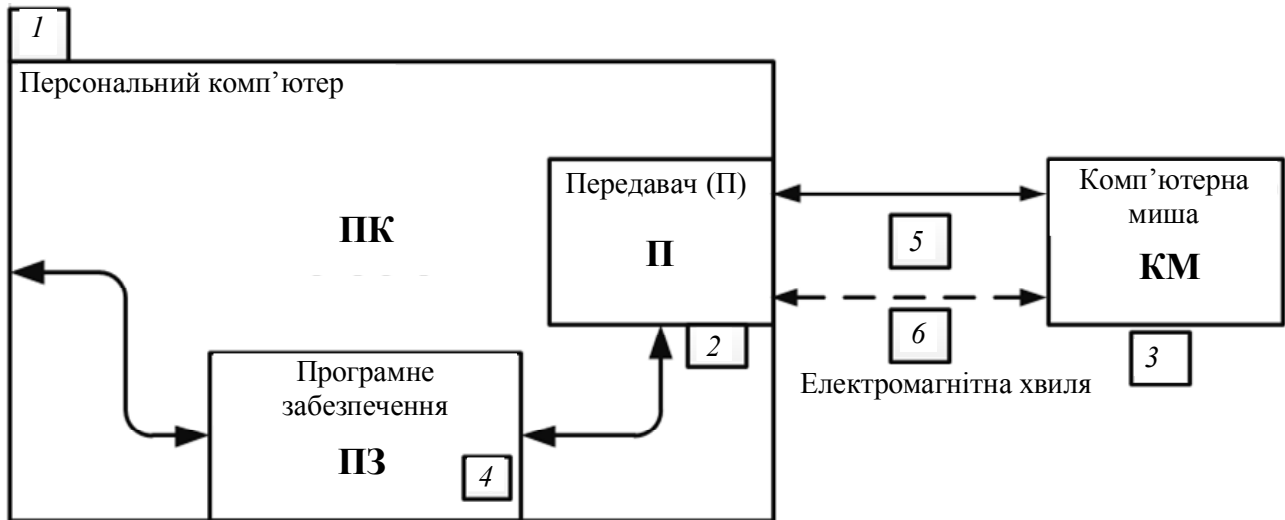 1
Персональний комп’ютер
Передавач (П)
Комп’ютерна
миша
ПК
П
5
КМ
2
6
3
Програмне
забезпечення
Електромагнітна хвиля
ПЗ
4